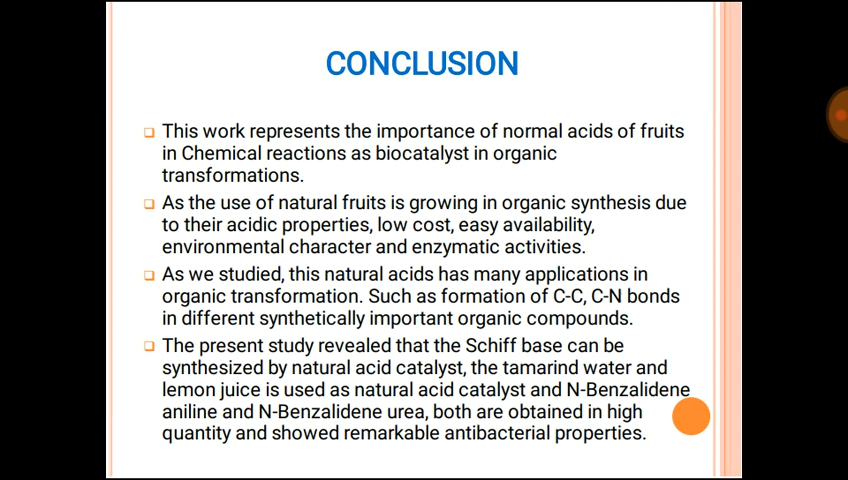 CONCLUSION
This work represents the importance of normal acids of fruits
in Chemical reactions as biocatalyst in organic
transformations.
As the use of natural fruits is growing in organic synthesis due
to their acidic properties, low cost, easy availability,
environmental character and enzymatic activities.
As we studied, this natural acids has many applications in
organic transformation. Such as formation of C-C, C-N bonds
in different synthetically important organic compounds.
The present study revealed that the Schiff base can be
synthesized by natural acid catalyst, the tamarind water and
lemon juice is used as natural acid catalyst and N-Benzalidene
aniline and N-Benzalidene urea, both are obtained in high
quantity and showed remarkable antibacterial properties.